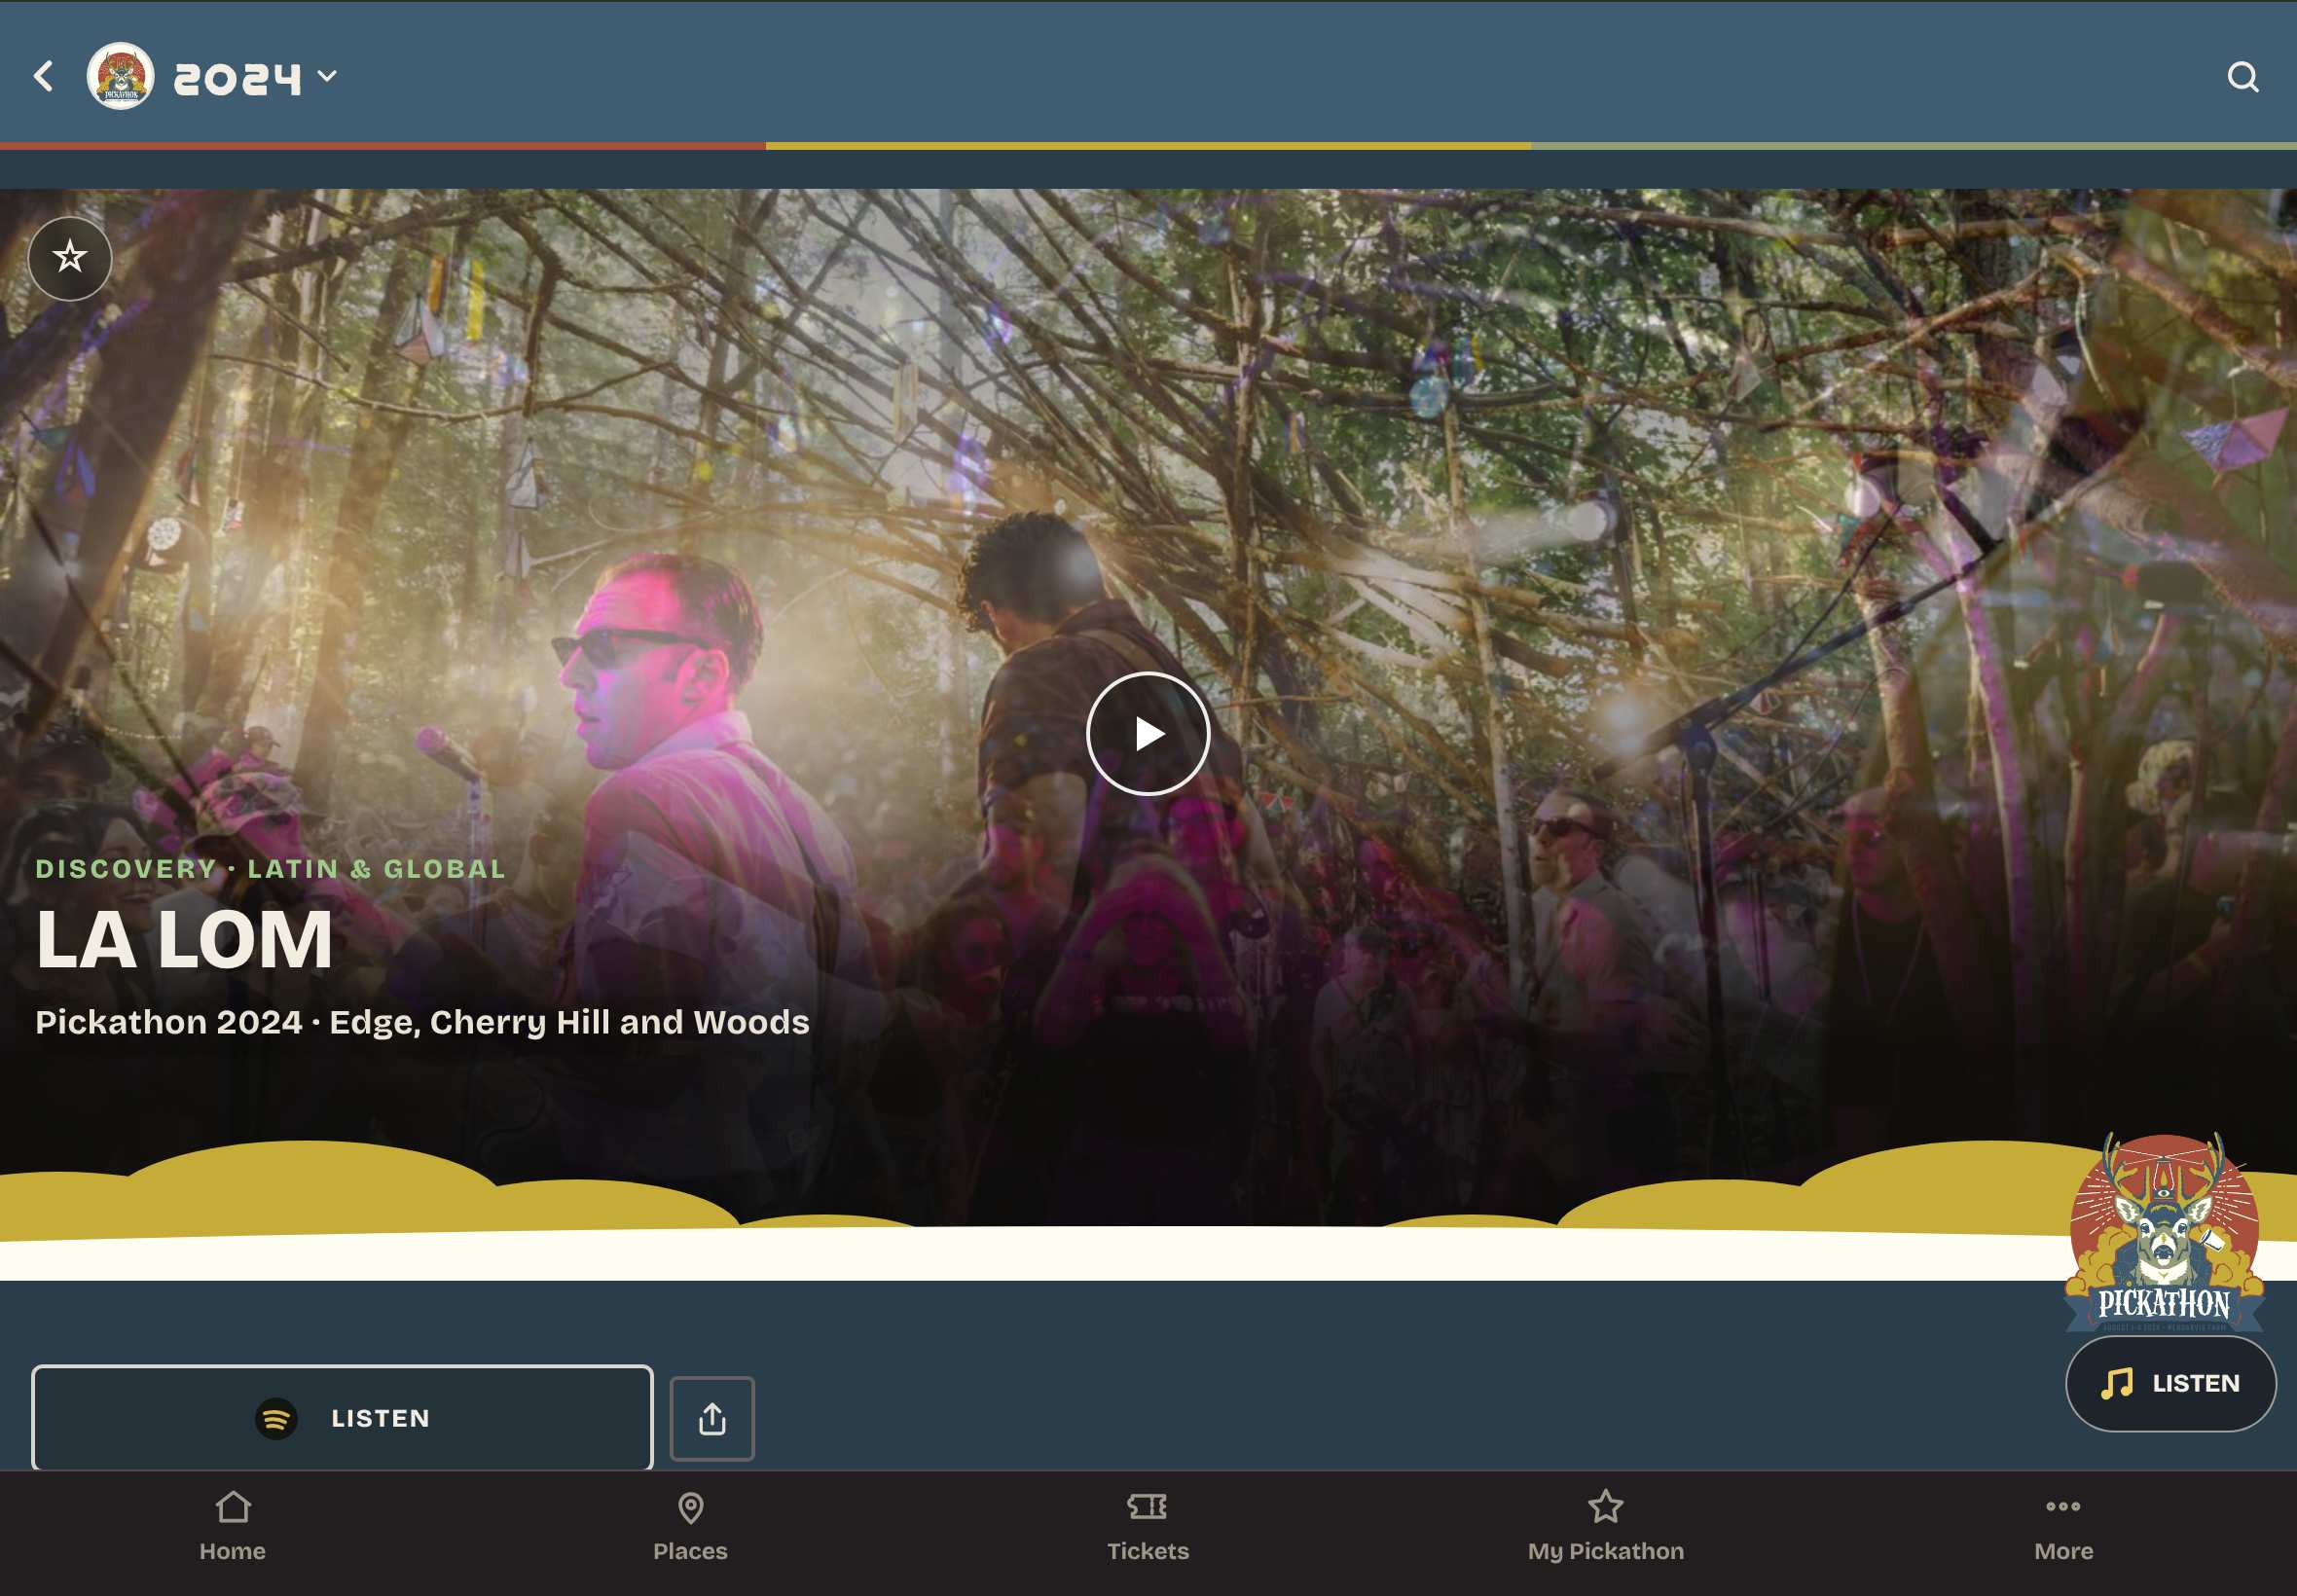 2024
DISCOVERY · LATIN & GLOBAL
LA LOM
Pickathon 2024 · Edge, Cherry Hill and Woods
PICKATHON
LISTEN
LISTEN
Home
Places
Tickets
My Pickathon
More